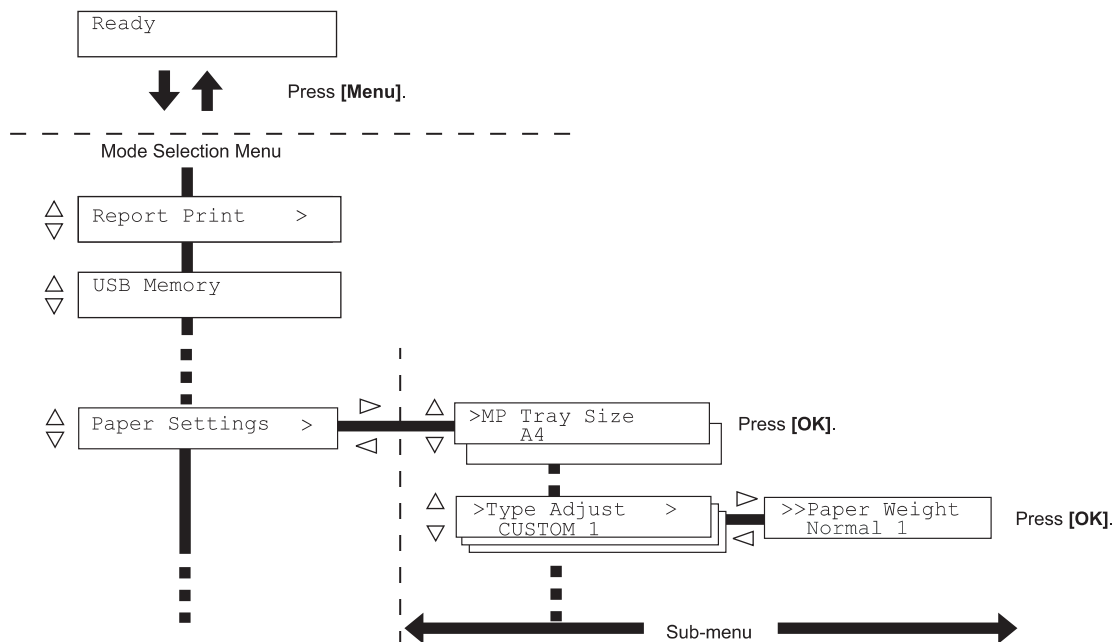 Ready
Press [Menu].
Mode Selection Menu
Report Print >
USB Memory
Paper Settings >
>MP Tray Size
A4
Press [OK].
>Type Adjust >
CUSTOM 1
>>Paper Weight
Normal 1
Press [OK].
Sub-menu